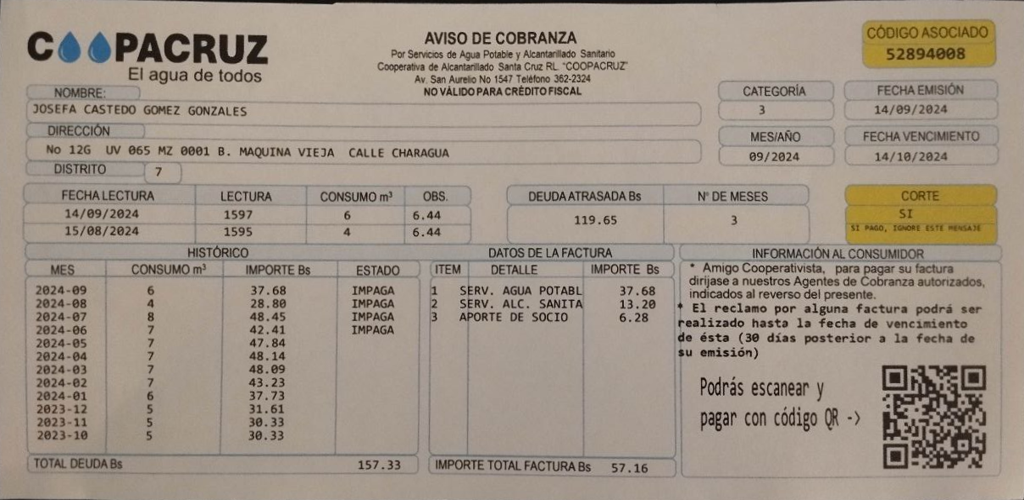 COOPACRUZ
El agua de todos
AVISO DE COBRANZA
Por Servicios de Agua Potable y Alcantarillado Sanitario
Cooperativa de Alcantarillado Santa Cruz RL. "COOPACRUZ"
Av. San Aurelio No 1547 Teléfono 362-2324
NO VÁLIDO PARA CRÉDITO FISCAL
CÓDIGO ASOCIADO
52894008
NOMBRE:
JOSEFA CASTEDO GOMEZ GONZALES
CATEGORÍA
3
FECHA EMISIÓN
14/09/2024
DIRECCIÓN
No 12G UV 065 MZ 0001 B. MAQUINA VIEJA CALLE CHARAGUA
MES/AÑO
09/2024
FECHA VENCIMIENTO
14/10/2024
DISTRITO 7
FECHA LECTURA LECTURA CONSUMO m³ OBS.
14/09/2024 1597 6 6.44
15/08/2024 1595 4 6.44
DEUDA ATRASADA Bs N° DE MESES
119.65 3
CORTE
SI
SI PAGO, IGNORE ESTE MENSAJE
HISTÓRICO
MES CONSUMO m³ IMPORTE Bs ESTADO
2024-09 6 37.68 IMPAGA
2024-08 4 28.80 IMPAGA
2024-07 8 48.45 IMPAGA
2024-06 7 42.41 IMPAGA
2024-05 7 47.84
2024-04 7 48.14
2024-03 7 48.09
2024-02 7 43.23
2024-01 6 37.73
2023-12 5 31.61
2023-11 5 30.33
2023-10 5 30.33
TOTAL DEUDA Bs 157.33
DATOS DE LA FACTURA
ITEM DETALLE IMPORTE Bs
1 SERV. AGUA POTABL 37.68
2 SERV. ALC. SANITA 13.20
3 APORTE DE SOCIO 6.28
IMPORTE TOTAL FACTURA Bs 57.16
INFORMACIÓN AL CONSUMIDOR
* Amigo Cooperativista, para pagar su factura
dirijase a nuestros Agentes de Cobranza autorizados,
indicados al reverso del presente.
* El reclamo por alguna factura podrá ser
realizado hasta la fecha de vencimiento
de ésta (30 días posterior a la fecha de
su emisión)
Podrás escanear y
pagar con código QR ->